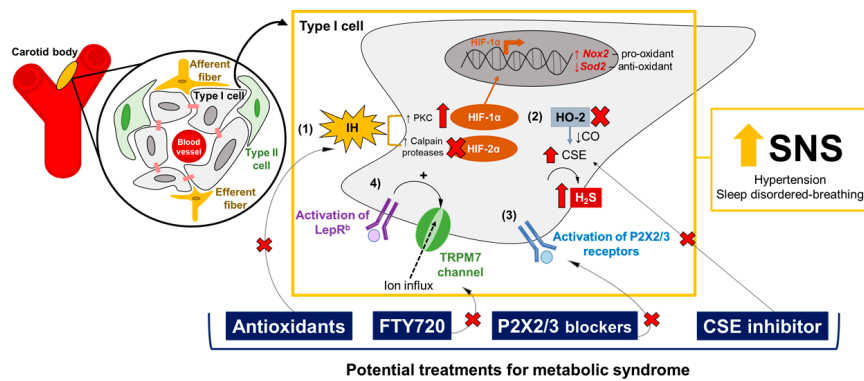 Carotid body
Afferent
fiber
Type I cell
Blood
vessel
Type II
cell
Efferent
fiber
Type I cell
HIF-1α
↑ Nox2 – pro-oxidant
↓ Sod2 – anti-oxidant
(1)
IH
↑ PKC
HIF-1α
↑ Calpain
proteases
HIF-2α
(2)
HO-2
↓CO
CSE
H2S
4)
+
Activation of
LepRᵇ
TRPM7
channel
Ion influx
(3)
Activation of P2X2/3
receptors
SNS
Hypertension
Sleep disordered-breathing
Antioxidants
FTY720
P2X2/3 blockers
CSE inhibitor
Potential treatments for metabolic syndrome